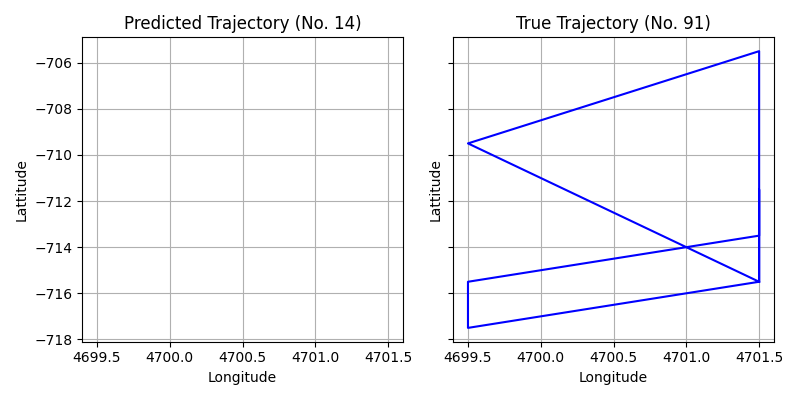 Predicted Trajectory (No. 14)
True Trajectory (No. 91)
Lattitude
−706
−708
−710
−712
−714
−716
−718
4699.5 4700.0 4700.5 4701.0 4701.5
Longitude
Lattitude
4699.5 4700.0 4700.5 4701.0 4701.5
Longitude